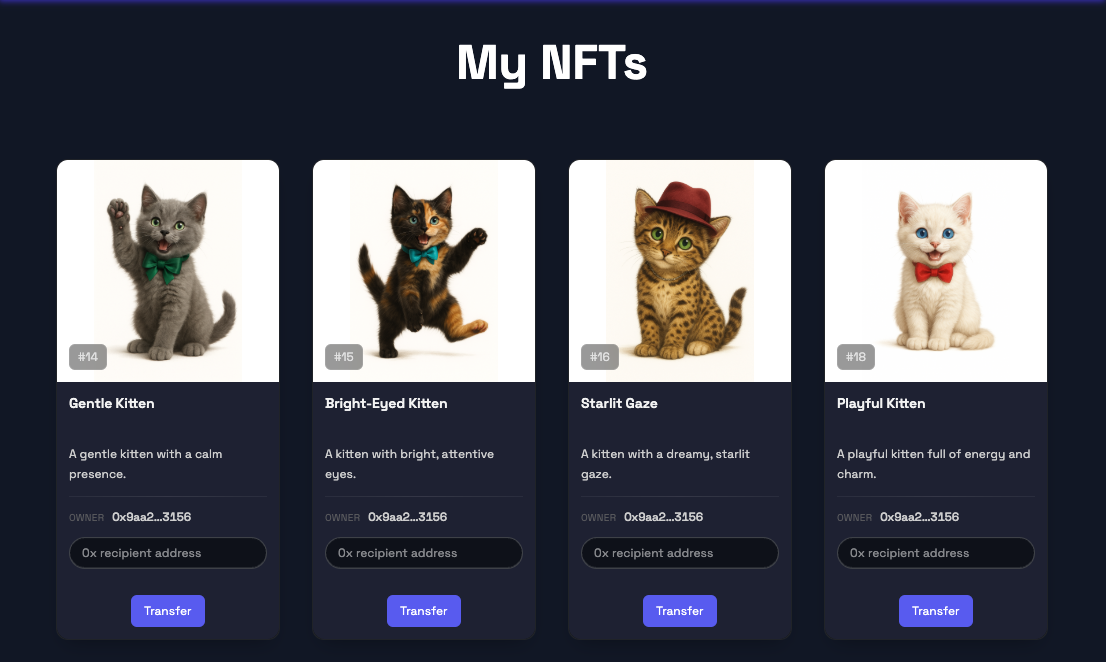 My NFTs
#14
Gentle Kitten
A gentle kitten with a calm
presence.
OWNER 0x9aa2...3156
0x recipient address
Transfer
#15
Bright-Eyed Kitten
A kitten with bright, attentive
eyes.
OWNER 0x9aa2...3156
0x recipient address
Transfer
#16
Starlit Gaze
A kitten with a dreamy, starlit
gaze.
OWNER 0x9aa2...3156
0x recipient address
Transfer
#18
Playful Kitten
A playful kitten full of energy and
charm.
OWNER 0x9aa2...3156
0x recipient address
Transfer